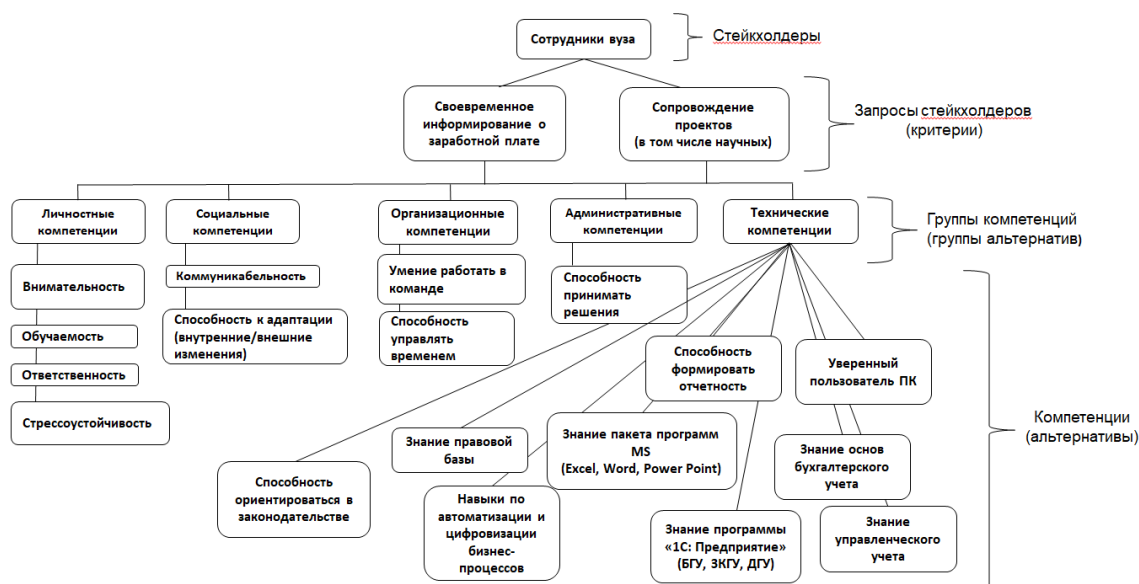 Сотрудники вуза
Стейкхолдеры
Своевременное
информирование о
заработной плате
Сопровождение
проектов
(в том числе научных)
Запросы стейкхолдеров
(критерии)
Личностные
компетенции
Социальные
компетенции
Организационные
компетенции
Административные
компетенции
Технические
компетенции
Группы компетенций
(группы альтернатив)
Внимательность
Обучаемость
Ответственность
Стрессоустойчивость
Коммуникабельность
Способность к адаптации
(внутренние/внешние
изменения)
Умение работать в
команде
Способность
управлять
временем
Способность
принимать
решения
Способность
формировать
отчетность
Уверенный
пользователь ПК
Компетенции
(альтернативы)
Знание правовой
базы
Знание пакета программ
MS
(Excel, Word, Power Point)
Знание основ
бухгалтерского
учета
Способность
ориентироваться в
законодательстве
Навыки по
автоматизации и
цифровизации
бизнес-
процессов
Знание программы
«1С: Предприятие»
(БГУ, ЗКГУ, ДГУ)
Знание
управленческого
учета